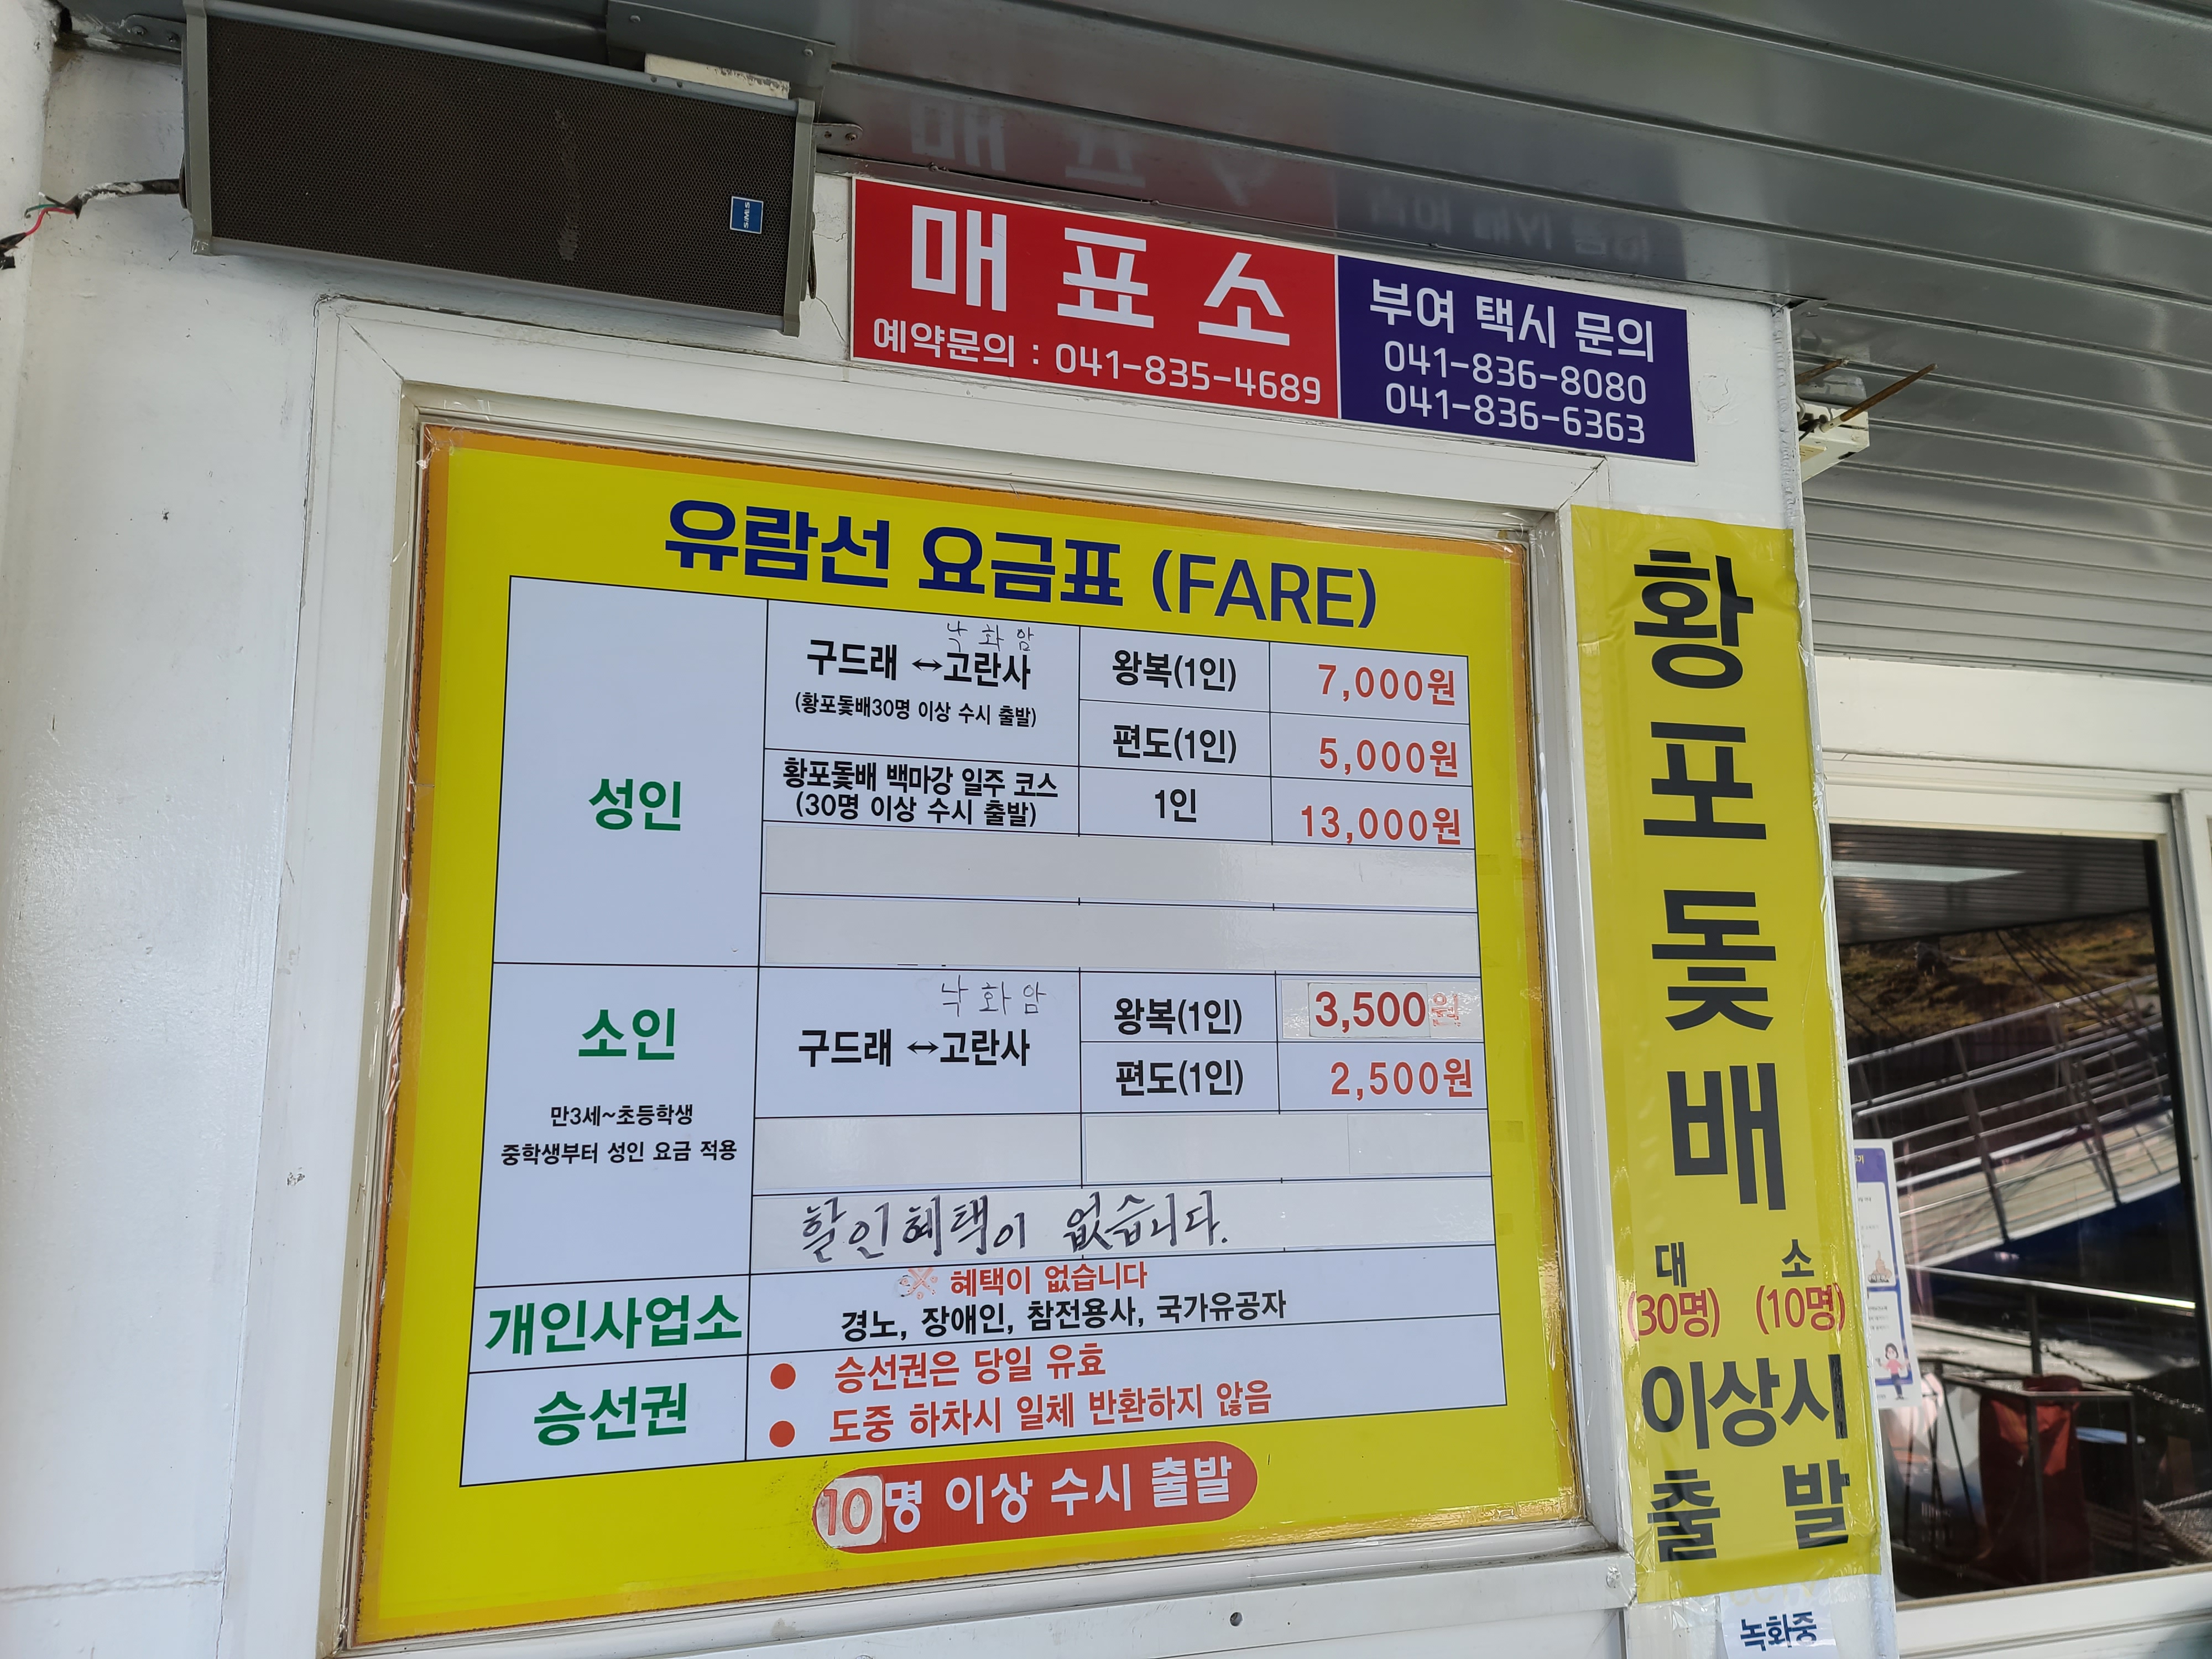 SMS
매표소
예약문의 : 041-835-4689
부여 택시 문의
041-836-8080
041-836-6363
유람선 요금표 (FARE)
성인
낙화암
구드래 ↔고란사
(황포돛배30명 이상 수시 출발)
왕복(1인)
7,000원
편도(1인)
5,000원
황포돛배 백마강 일주 코스
(30명 이상 수시 출발)
1인
13,000원
소인
만3세~초등학생
중학생부터 성인 요금 적용
낙화암
구드래 ↔고란사
왕복(1인)
3,500원
편도(1인)
2,500원
할인혜택이 없습니다.
개인사업소
※ 혜택이 없습니다
경노, 장애인, 참전용사, 국가유공자
승선권
● 승선권은 당일 유효
● 도중 하차시 일체 반환하지 않음
10명 이상 수시 출발
황
포
돛
배
대 소
(30명) (10명)
이상시
출 발
녹화중